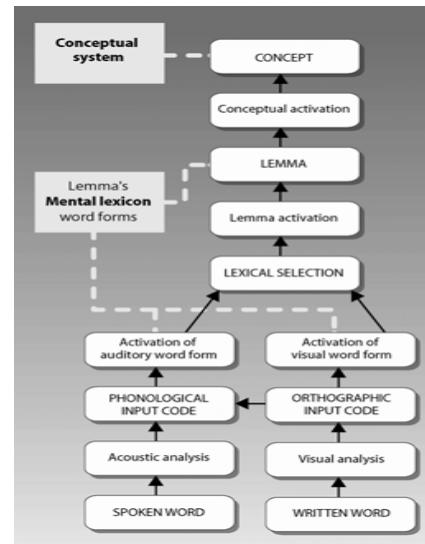 Conceptual
system
CONCEPT
Conceptual activation
LEMMA
Lemma's
Mental lexicon
word forms
Lemma activation
LEXICAL SELECTION
Activation of
auditory word form
Activation of
visual word form
PHONOLOGICAL
INPUT CODE
ORTHOGRAPHIC
INPUT CODE
Acoustic analysis
Visual analysis
SPOKEN WORD
WRITTEN WORD